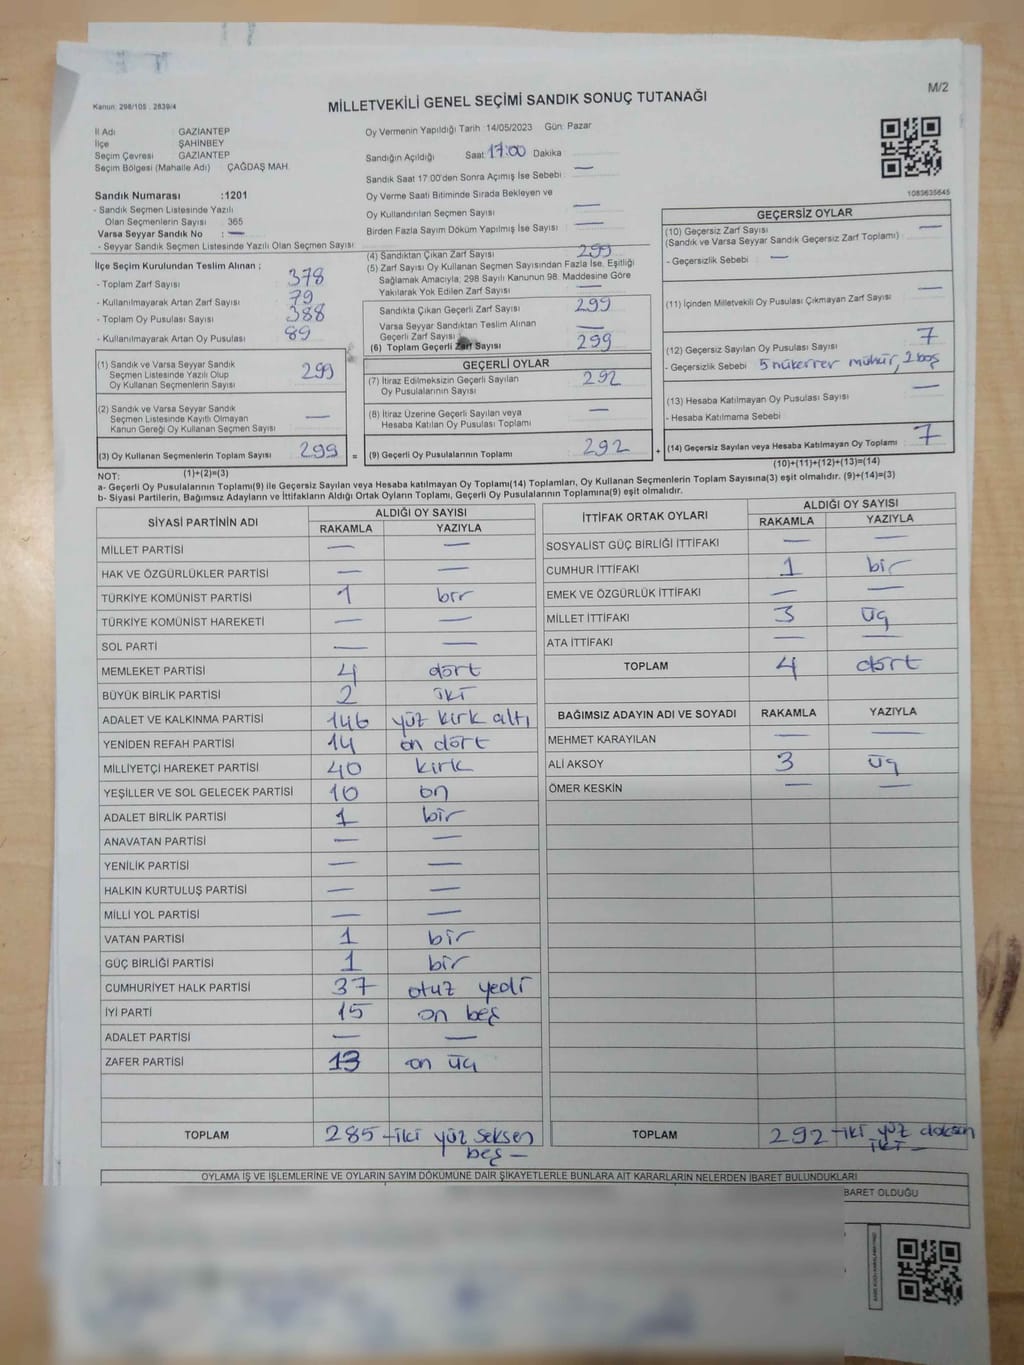 M/2
Kanun: 298/105 . 2839/4
MİLLETVEKİLİ GENEL SEÇİMİ SANDIK SONUÇ TUTANAĞI
İl Adı : GAZİANTEP
İlçe : ŞAHİNBEY
Seçim Çevresi : GAZİANTEP
Seçim Bölgesi (Mahalle Adı) : ÇAĞDAŞ MAH.
Sandık Numarası :1201
- Sandık Seçmen Listesinde Yazılı
Olan Seçmenlerin Sayısı : 365
Varsa Seyyar Sandık No : —
- Seyyar Sandık Seçmen Listesinde Yazılı Olan Seçmen Sayısı:
Oy Vermenin Yapıldığı Tarih :14/05/2023 Gün: Pazar
Sandığın Açıldığı Saat: 17:00 Dakika
Sandık Saat 17:00'den Sonra Açımış İse Sebebi : —
Oy Verme Saati Bitiminde Sırada Bekleyen ve
Oy Kullandırılan Seçmen Sayısı —
Birden Fazla Sayım Döküm Yapılmış İse Sayısı : —
1083635645
İlçe Seçim Kurulundan Teslim Alınan ;
- Toplam Zarf Sayısı : 378
- Kullanılmayarak Artan Zarf Sayısı : 79
- Toplam Oy Pusulası Sayısı : 388
- Kullanılmayarak Artan Oy Pusulası : 89
(1) Sandık ve Varsa Seyyar Sandık
Seçmen Listesinde Yazılı Olup
Oy Kullanan Seçmenlerin Sayısı : 299
(2) Sandık ve Varsa Seyyar Sandık
Seçmen Listesinde Kayıtlı Olmayan
Kanun Gereği Oy Kullanan Seçmen Sayısı : —
(3) Oy Kullanan Seçmenlerin Toplam Sayısı : 299 =
(4) Sandıktan Çıkan Zarf Sayısı : 299
(5) Zarf Sayısı Oy Kullanan Seçmen Sayısından Fazla İse, Eşitliği
Sağlamak Amacıyla; 298 Sayılı Kanunun 98. Maddesine Göre
Yakılarak Yok Edilen Zarf Sayısı : —
Sandıkta Çıkan Geçerli Zarf Sayısı : 299
Varsa Seyyar Sandıktan Teslim Alınan
Geçerli Zarf Sayısı : —
(6) Toplam Geçerli Zarf Sayısı : 299
GEÇERLİ OYLAR
(7) İtiraz Edilmeksizin Geçerli Sayılan
Oy Pusulalarının Sayısı : 292
(8) İtiraz Üzerine Geçerli Sayılan veya
Hesaba Katılan Oy Pusulası Toplamı : —
(9) Geçerli Oy Pusulalarının Toplamı : 292 +
GEÇERSİZ OYLAR
(10) Geçersiz Zarf Sayısı : —
(Sandık ve Varsa Seyyar Sandık Geçersiz Zarf Toplamı)
- Geçersizlik Sebebi : —
(11) İçinden Milletvekili Oy Pusulası Çıkmayan Zarf Sayısı : —
(12) Geçersiz Sayılan Oy Pusulası Sayısı : 7
- Geçersizlik Sebebi : 5 mükerrer mühür, 2 boş
(13) Hesaba Katılmayan Oy Pusulası Sayısı : —
- Hesaba Katılmama Sebebi :
(14) Geçersiz Sayılan veya Hesaba Katılmayan Oy Toplamı : 7
(1)+(2)=(3)
(10)+(11)+(12)+(13)=(14)
NOT:
a- Geçerli Oy Pusulalarının Toplamı(9) ile Geçersiz Sayılan veya Hesaba Katılmayan Oy Toplamı(14) Toplamları, Oy Kullanan Seçmenlerin Toplam Sayısına(3) eşit olmalıdır. (9)+(14)=(3)
b- Siyasi Partilerin, Bağımsız Adayların ve İttifakların Aldığı Ortak Oyların Toplamı, Geçerli Oy Pusulalarının Toplamına(9) eşit olmalıdır.
SİYASİ PARTİNİN ADI ALDIĞI OY SAYISI
RAKAMLA YAZIYLA
MİLLET PARTİSİ — —
HAK VE ÖZGÜRLÜKLER PARTİSİ — —
TÜRKİYE KOMÜNİST PARTİSİ 1 bir
TÜRKİYE KOMÜNİST HAREKETİ — —
SOL PARTİ — —
MEMLEKET PARTİSİ 4 dört
BÜYÜK BİRLİK PARTİSİ 2 iki
ADALET VE KALKINMA PARTİSİ 146 yüz kırk altı
YENİDEN REFAH PARTİSİ 14 on dört
MİLLİYETÇİ HAREKET PARTİSİ 40 kırk
YEŞİLLER VE SOL GELECEK PARTİSİ 10 on
ADALET BİRLİK PARTİSİ 1 bir
ANAVATAN PARTİSİ — —
YENİLİK PARTİSİ — —
HALKIN KURTULUŞ PARTİSİ — —
MİLLİ YOL PARTİSİ — —
VATAN PARTİSİ 1 bir
GÜÇ BİRLİĞİ PARTİSİ 1 bir
CUMHURİYET HALK PARTİSİ 37 otuz yedi
İYİ PARTİ 15 on beş
ADALET PARTİSİ — —
ZAFER PARTİSİ 13 on üç
TOPLAM 285 -iki yüz seksen
beş —
İTTİFAK ORTAK OYLARI ALDIĞI OY SAYISI
RAKAMLA YAZIYLA
SOSYALİST GÜÇ BİRLİĞİ İTTİFAKI — —
CUMHUR İTTİFAKI 1 bir
EMEK VE ÖZGÜRLÜK İTTİFAKI — —
MİLLET İTTİFAKI 3 üç
ATA İTTİFAKI — —
TOPLAM 4 dört
BAĞIMSIZ ADAYIN ADI VE SOYADI RAKAMLA YAZIYLA
MEHMET KARAYILAN — —
ALİ AKSOY 3 üç
ÖMER KESKİN — —
TOPLAM 292 -iki yüz doksan
iki —
OYLAMA İŞ VE İŞLEMLERİNE VE OYLARIN SAYIM DÖKÜMÜNE DAİR ŞİKAYETLERLE BUNLARA AİT KARARLARIN NELERDEN İBARET BULUNDUKLARI
BARET OLDUĞU